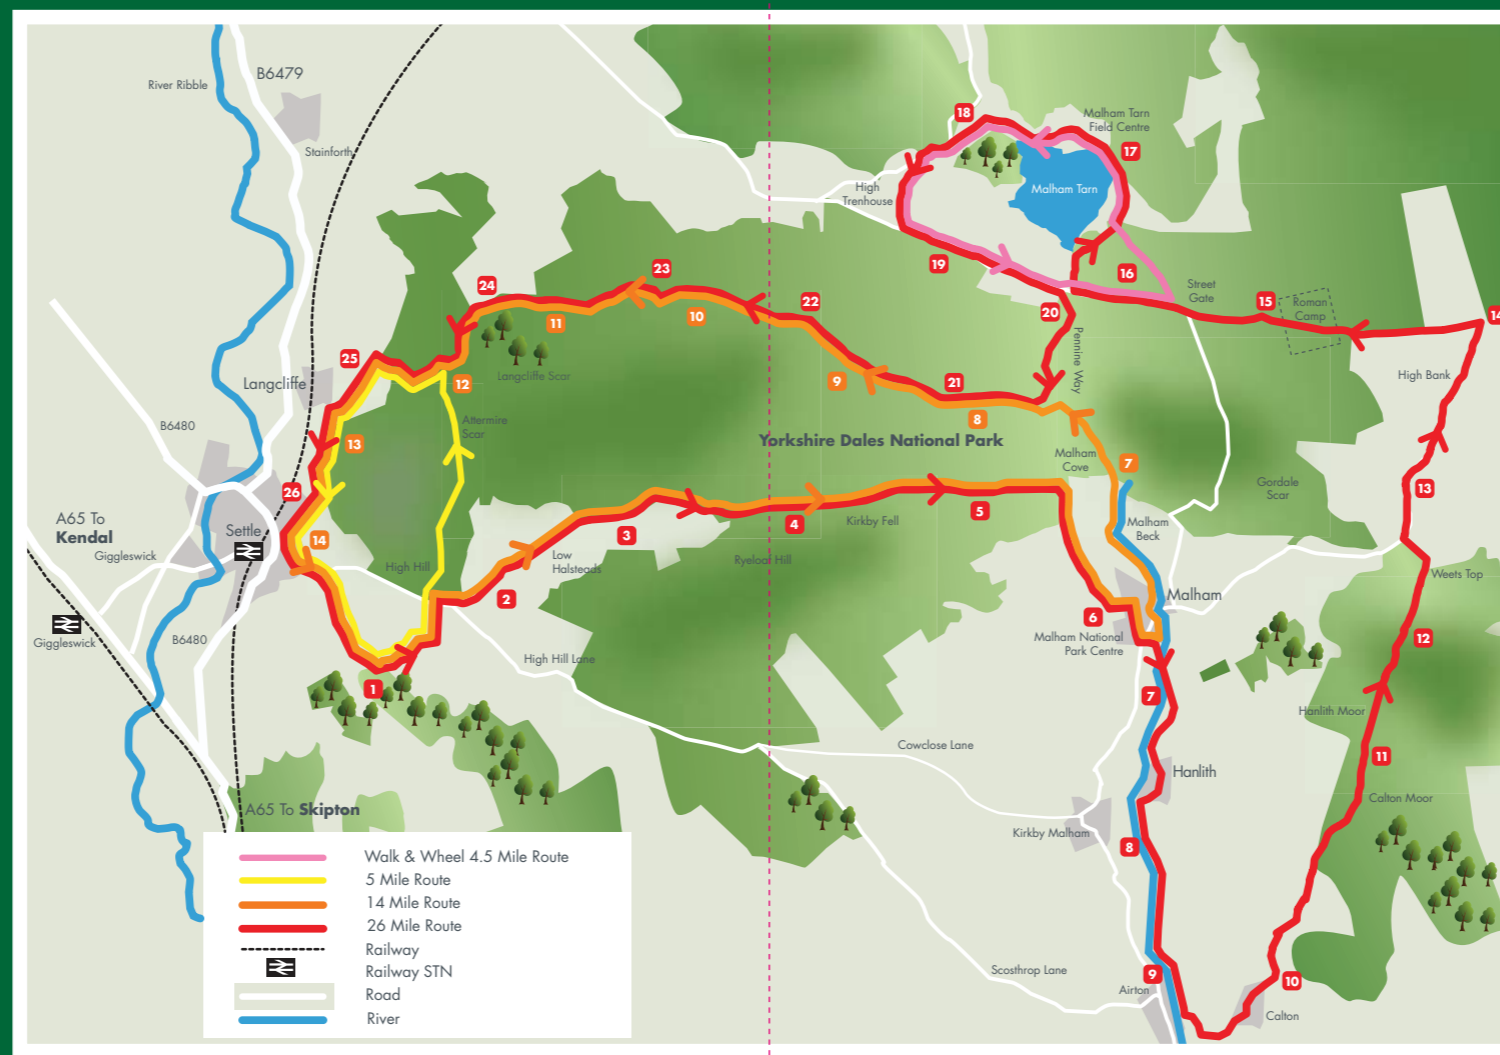 B6479
River Ribble
Stainforth
Langcliffe
B6480
A65 To
Kendal
Giggleswick
Settle
B6480
Giggleswick
A65 To Skipton
High Hill
High Hill Lane
Low
Halsteads
Attermire
Scar
Langcliffe Scar
Ryeloaf Hill
Kirkby Fell
Yorkshire Dales National Park
High
Trenhouse
Malham Tarn
Field Centre
Malham Tarn
Street
Gate
Roman
Camp
High Bank
Pennine Way
Malham
Cove
Gordale
Scar
Malham
Beck
Malham
Malham National
Park Centre
Weets Top
Hanlith Moor
Hanlith
Calton Moor
Cowclose Lane
Kirkby Malham
Scosthrop Lane
Airton
Calton
1
2
3
4
5
6
7
8
9
10
11
12
13
14
15
16
17
18
19
20
21
22
23
24
25
26
7
8
9
10
11
12
13
14
Walk & Wheel 4.5 Mile Route
5 Mile Route
14 Mile Route
26 Mile Route
Railway
Railway STN
Road
River